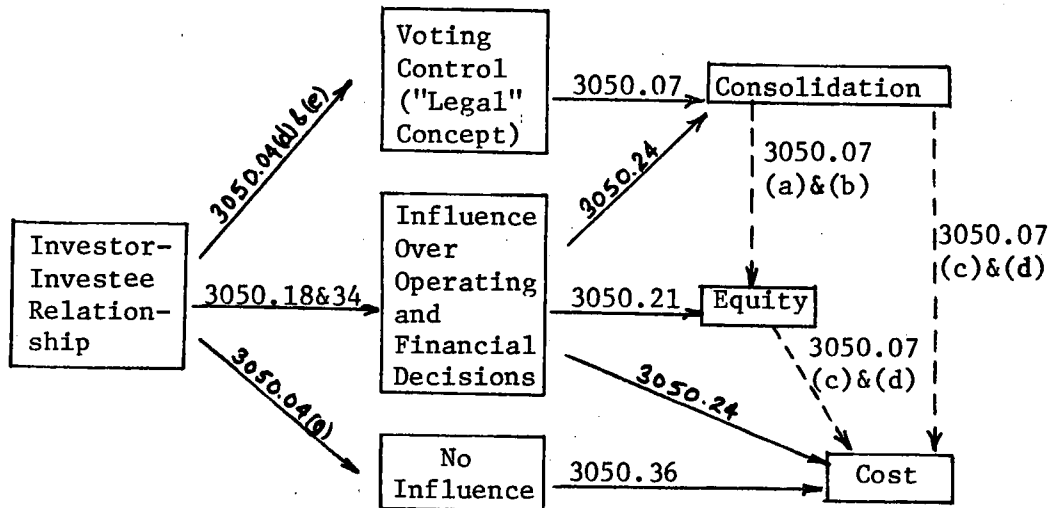 Voting
Control
("Legal"
Concept)
3050.07
Consolidation
3050.04(d)&(e)
3050.24
3050.07
(a)&(b)
3050.07
(c)&(d)
Investor-
Investee
Relation-
ship
3050.18&34
Influence
Over
Operating
and
Financial
Decisions
3050.21
Equity
3050.07
(c)&(d)
3050.24
3050.04(g)
No
Influence
3050.36
Cost